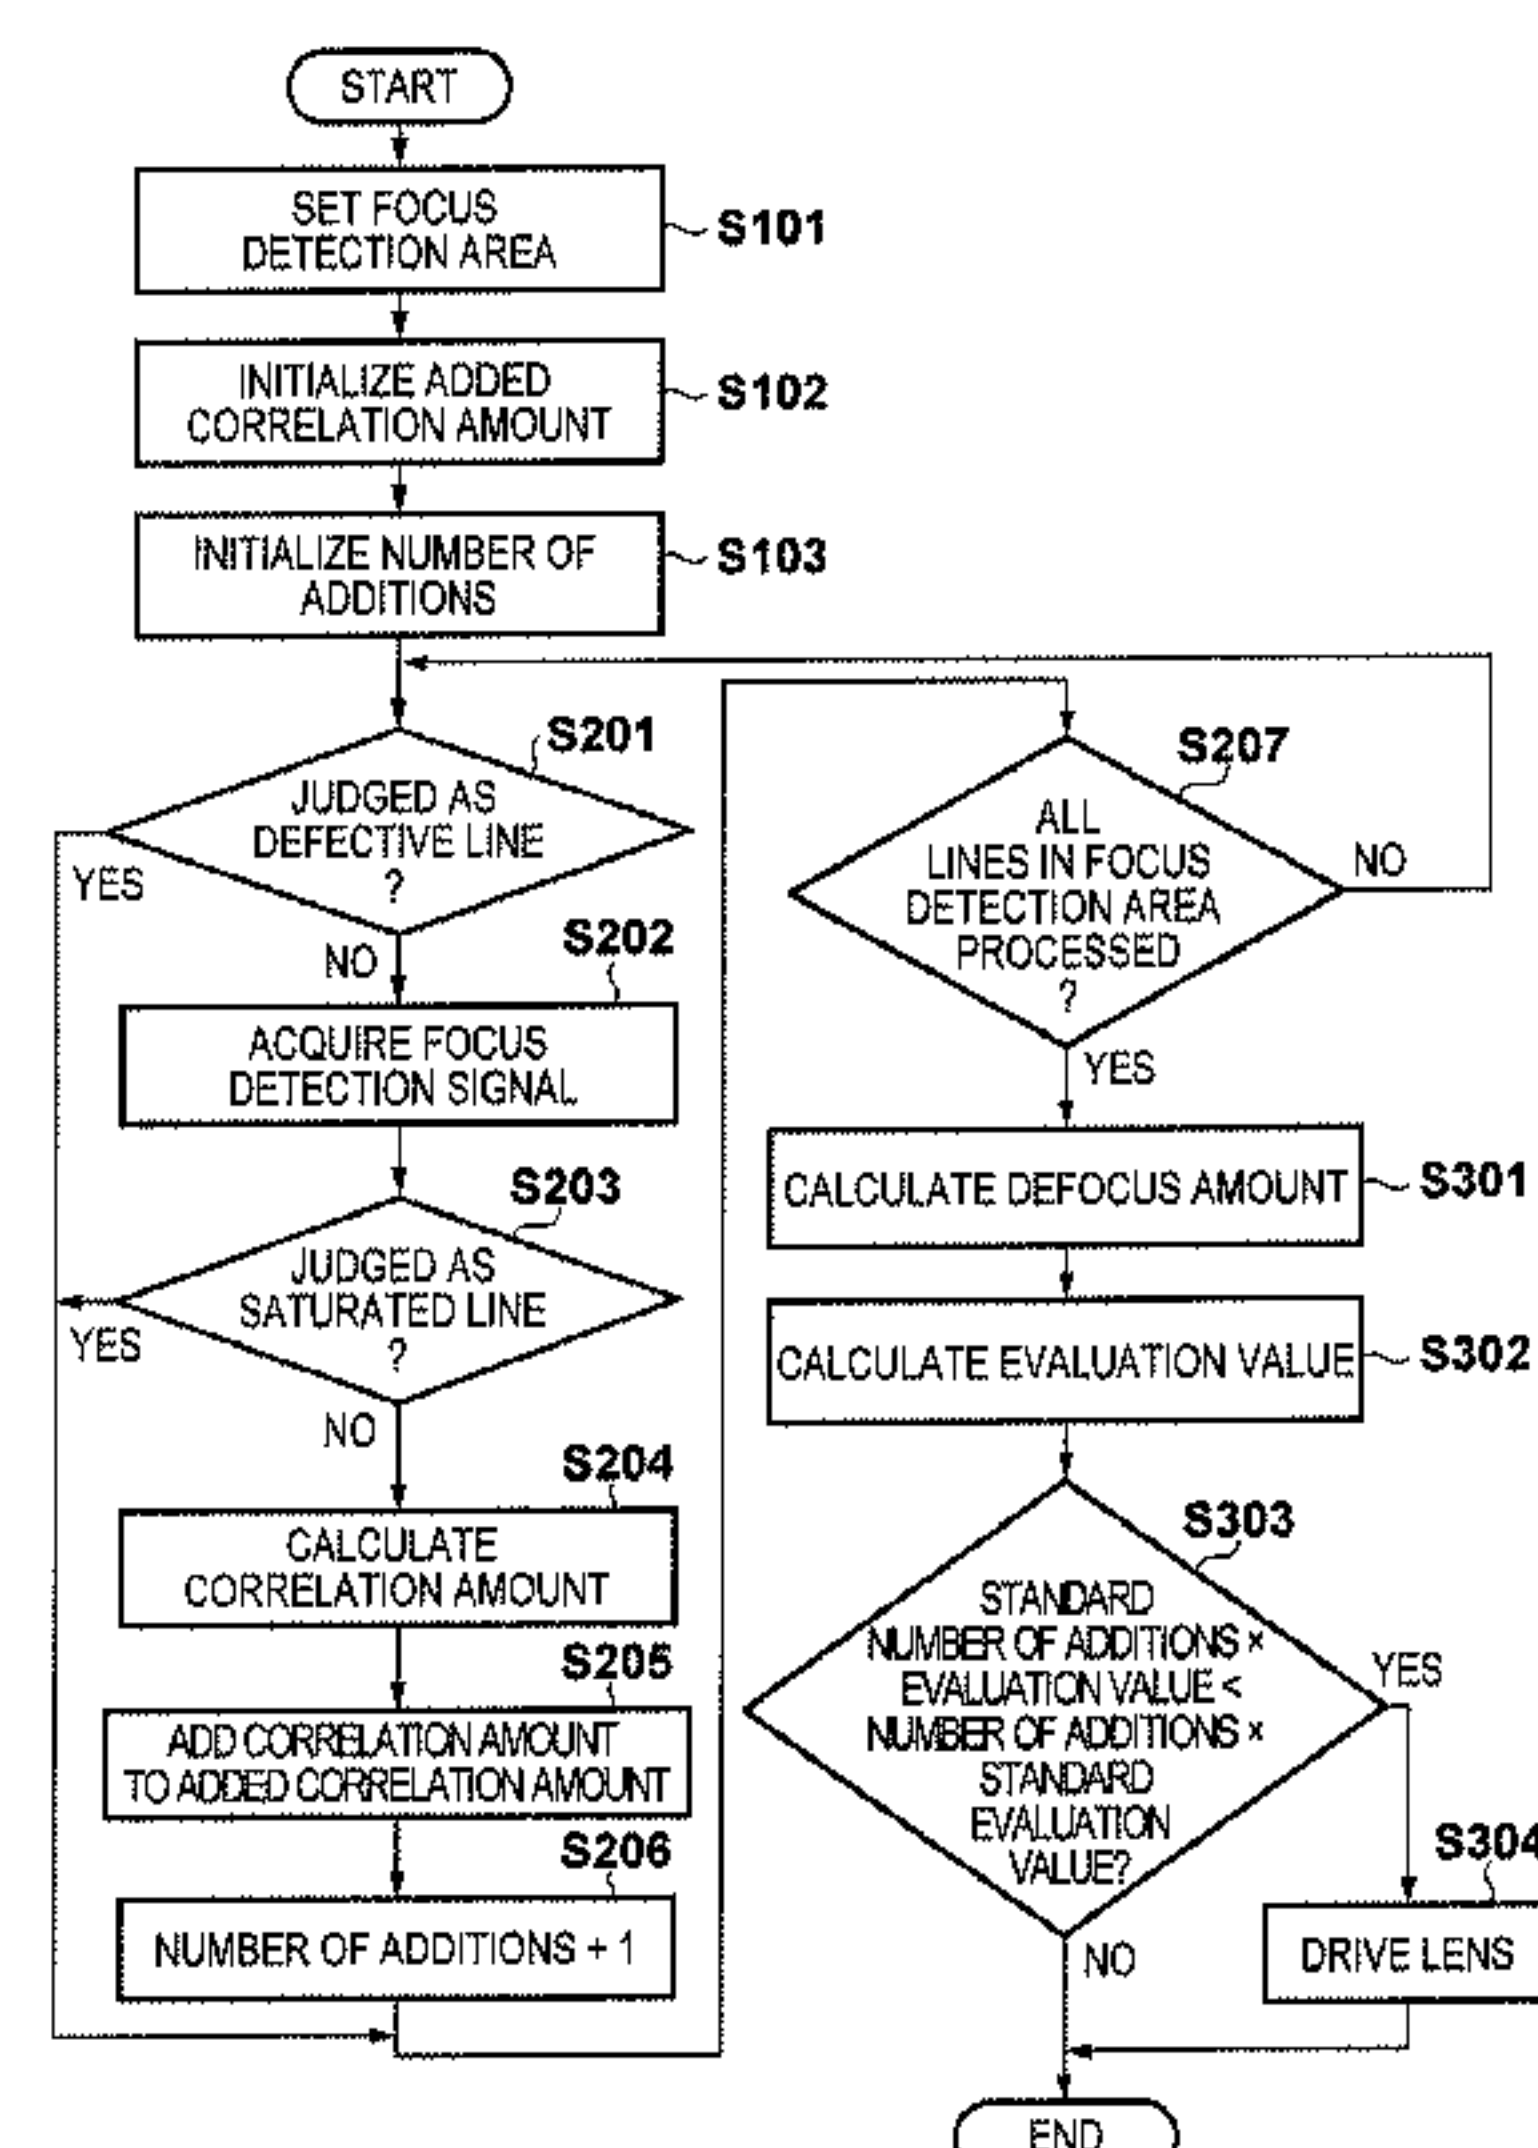 START
SET FOCUS
DETECTION AREA
S101
INITIALIZE ADDED
CORRELATION AMOUNT
S102
INITIALIZE NUMBER OF
ADDITIONS
S103
S201
JUDGED AS
DEFECTIVE LINE
?
YES
NO
S202
ACQUIRE FOCUS
DETECTION SIGNAL
S203
JUDGED AS
SATURATED LINE
?
YES
NO
S204
CALCULATE
CORRELATION AMOUNT
S205
ADD CORRELATION AMOUNT
TO ADDED CORRELATION AMOUNT
S206
NUMBER OF ADDITIONS + 1
S207
ALL
LINES IN FOCUS
DETECTION AREA
PROCESSED
?
NO
YES
CALCULATE DEFOCUS AMOUNT
S301
CALCULATE EVALUATION VALUE
S302
S303
STANDARD
NUMBER OF ADDITIONS ×
EVALUATION VALUE <
NUMBER OF ADDITIONS ×
STANDARD
EVALUATION
VALUE?
YES
NO
S304
DRIVE LENS
END